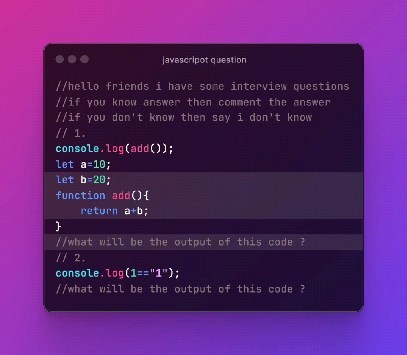 javascripot question
//hello friends i have some interview questions
//if you know answer then comment the answer
//if you don't know then say i don't know
// 1.
console.log(add());
let a=10;
let b=20;
function add(){
    return a+b;
}
//what will be the output of this code ?
// 2.
console.log(1=="1");
//what will be the output of this code ?